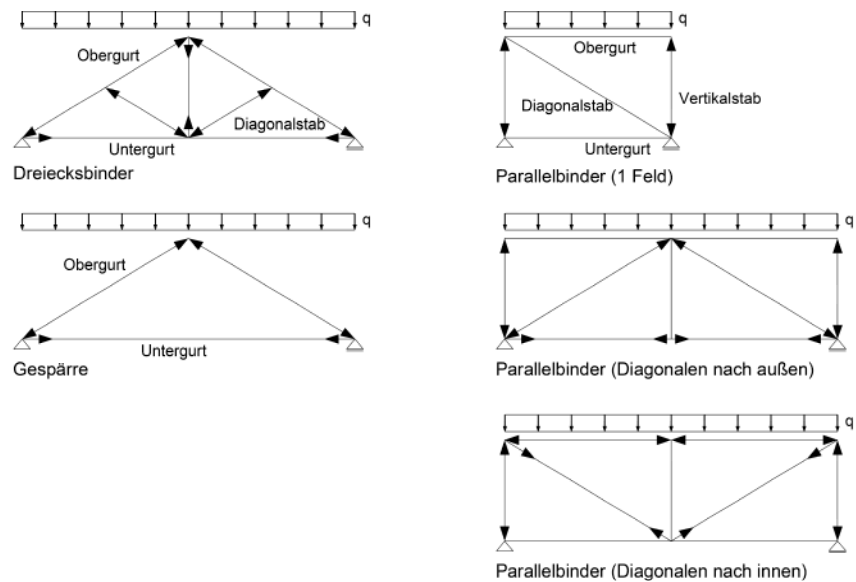 q
Obergurt
Diagonalstab
Untergurt
Dreiecksbinder
q
Obergurt
Untergurt
Gespärre
q
Obergurt
Diagonalstab
Vertikalstab
Untergurt
Parallelbinder (1 Feld)
q
Parallelbinder (Diagonalen nach außen)
q
Parallelbinder (Diagonalen nach innen)